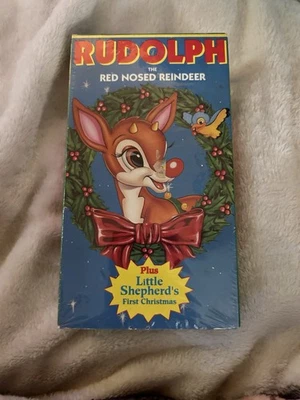 RUDOLPH
THE
RED NOSED REINDEER
Plus
Little
Shepherd's
First Christmas